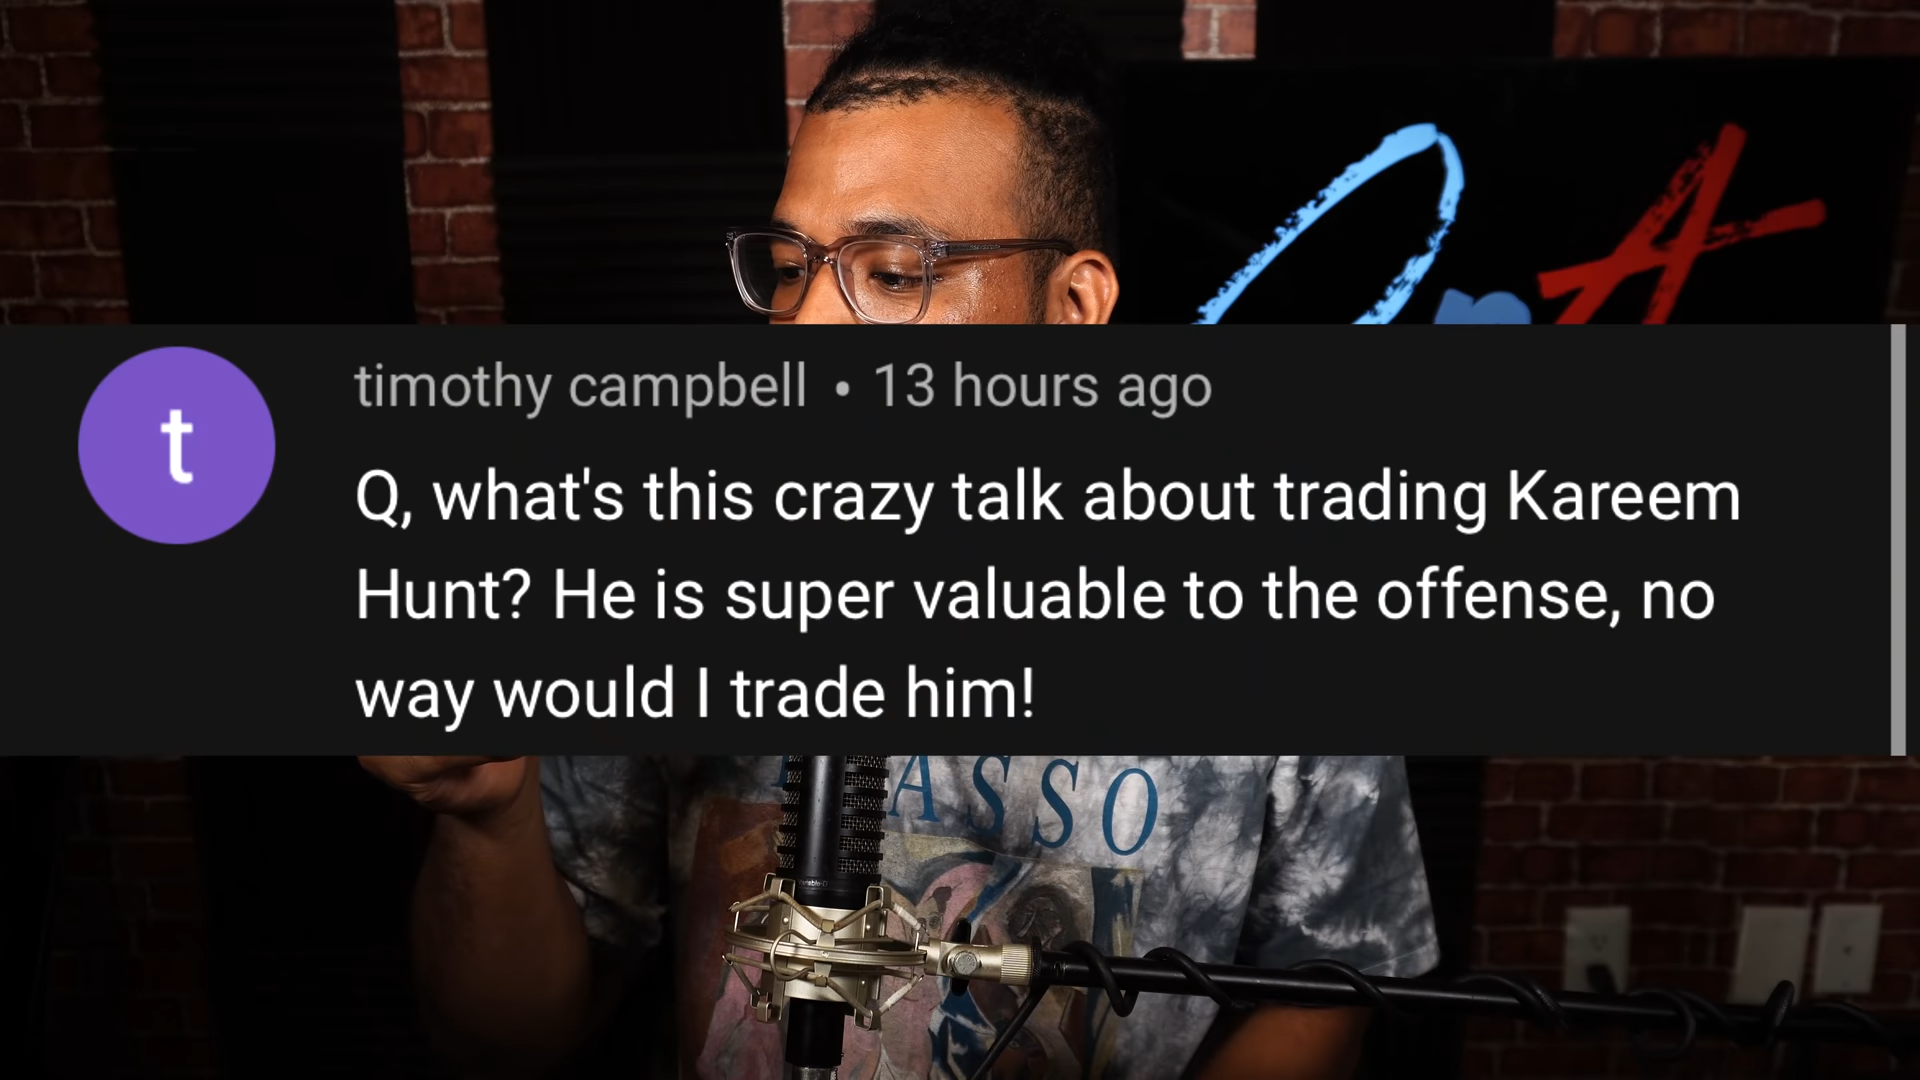 timothy campbell • 13 hours ago
t
Q, what's this crazy talk about trading Kareem
Hunt? He is super valuable to the offense, no
way would I trade him!
ASSO